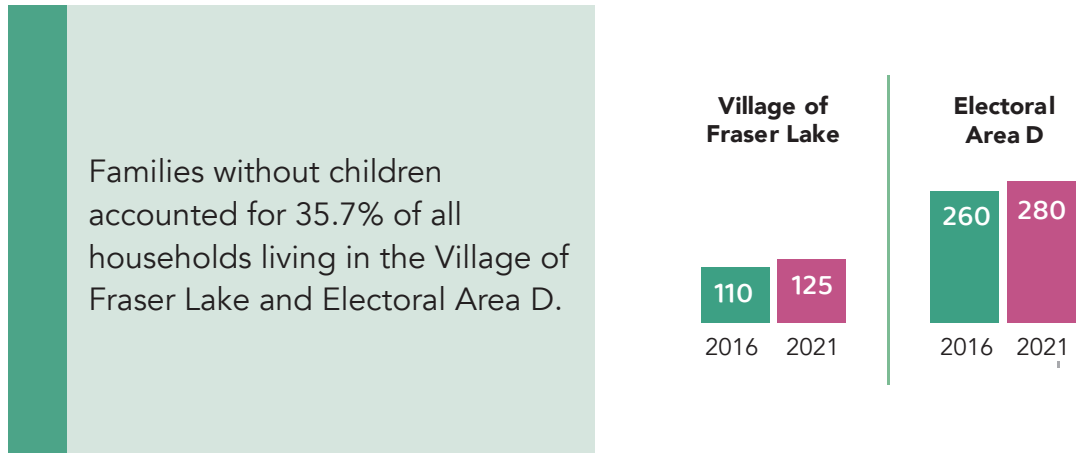 Families without children
accounted for 35.7% of all
households living in the Village of
Fraser Lake and Electoral Area D.
Village of
Fraser Lake
110
125
2016
2021
Electoral
Area D
260
280
2016
2021